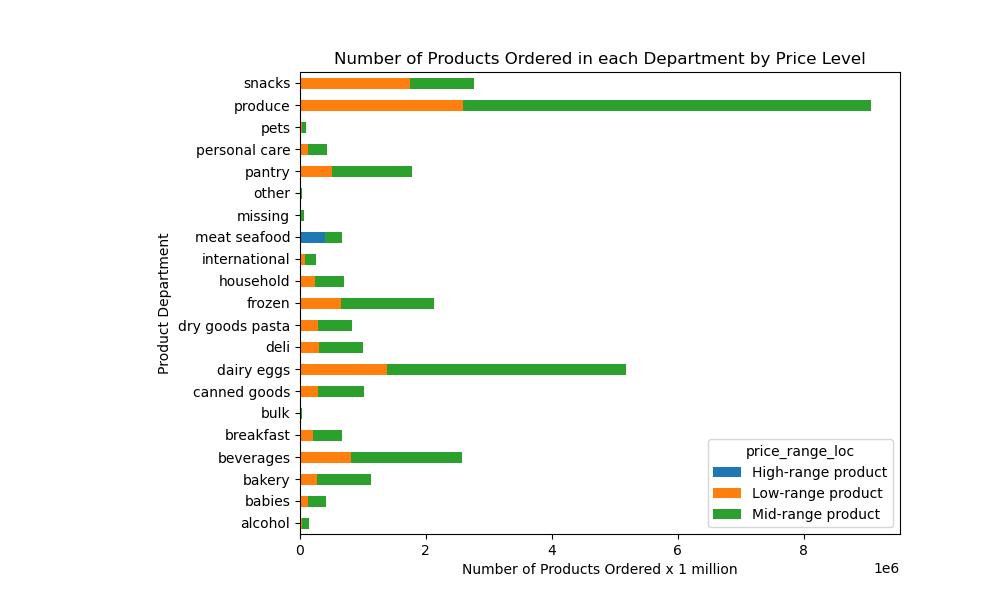 Number of Products Ordered in each Department by Price Level
Product Department
snacks
produce
pets
personal care
pantry
other
missing
meat seafood
international
household
frozen
dry goods pasta
deli
dairy eggs
canned goods
bulk
breakfast
beverages
bakery
babies
alcohol
price_range_loc
High-range product
Low-range product
Mid-range product
0 2 4 6 8
1e6
Number of Products Ordered x 1 million